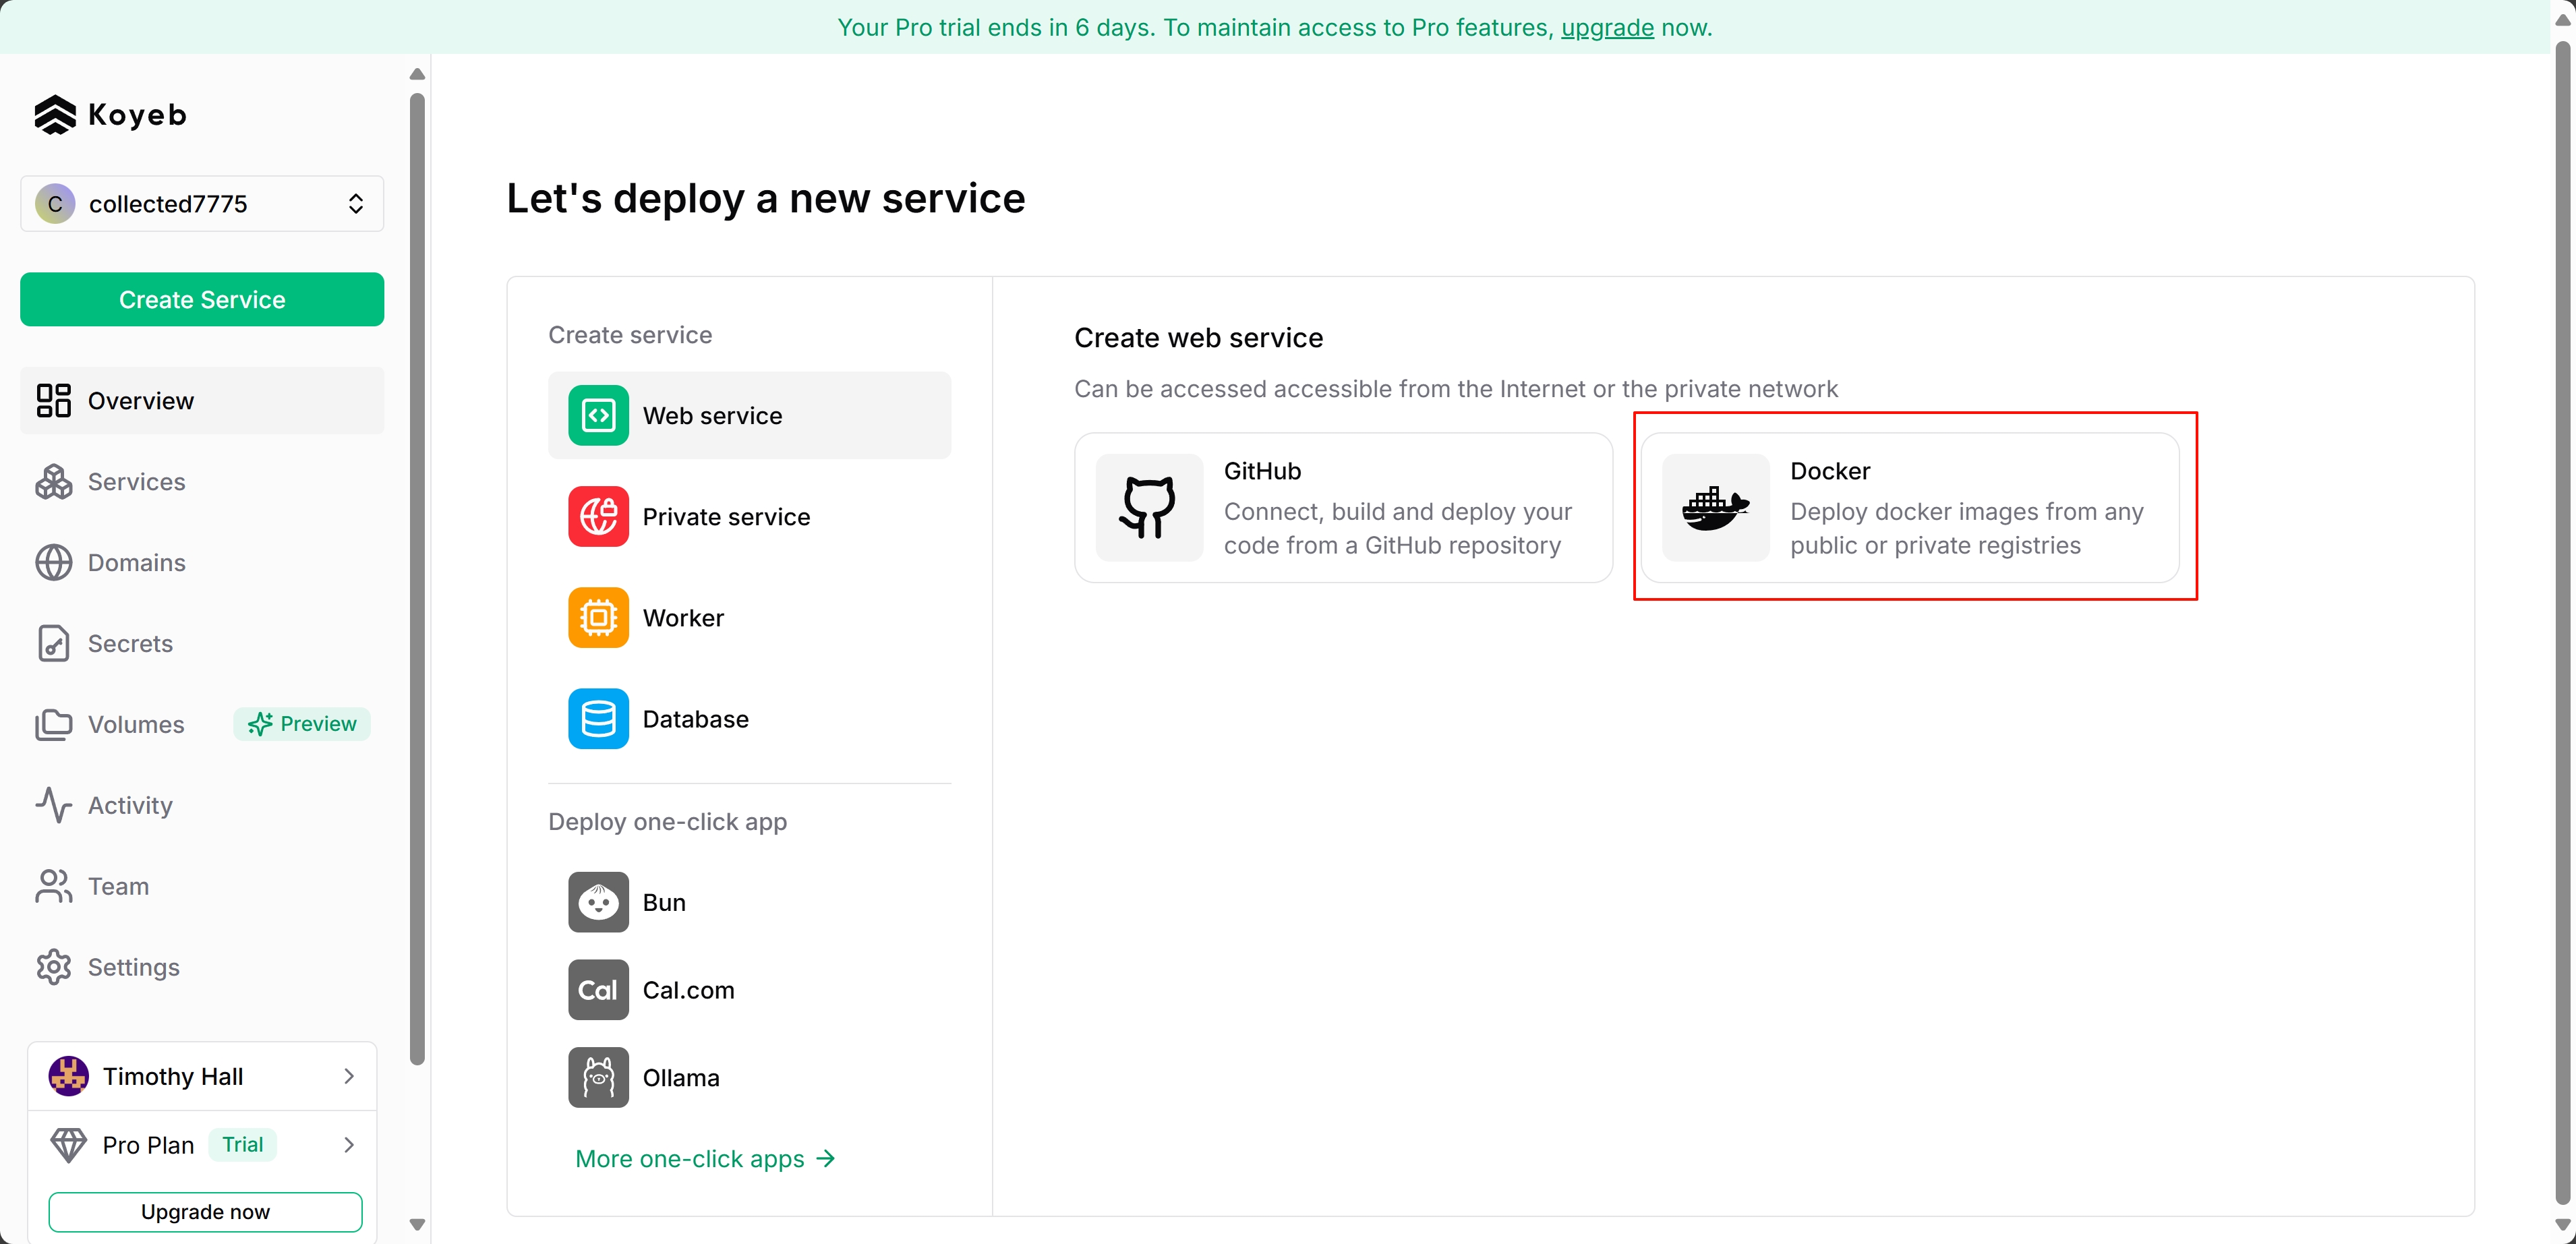 Your Pro trial ends in 6 days. To maintain access to Pro features, upgrade now.
Koyeb
C collected7775
Create Service
Overview
Services
Domains
Secrets
Volumes Preview
Activity
Team
Settings
Timothy Hall
Pro Plan Trial
Upgrade now
Let's deploy a new service
Create service
Web service
Private service
Worker
Database
Deploy one-click app
Bun
Cal Cal.com
Ollama
More one-click apps →
Create web service
Can be accessed accessible from the Internet or the private network
GitHub
Connect, build and deploy your
code from a GitHub repository
Docker
Deploy docker images from any
public or private registries